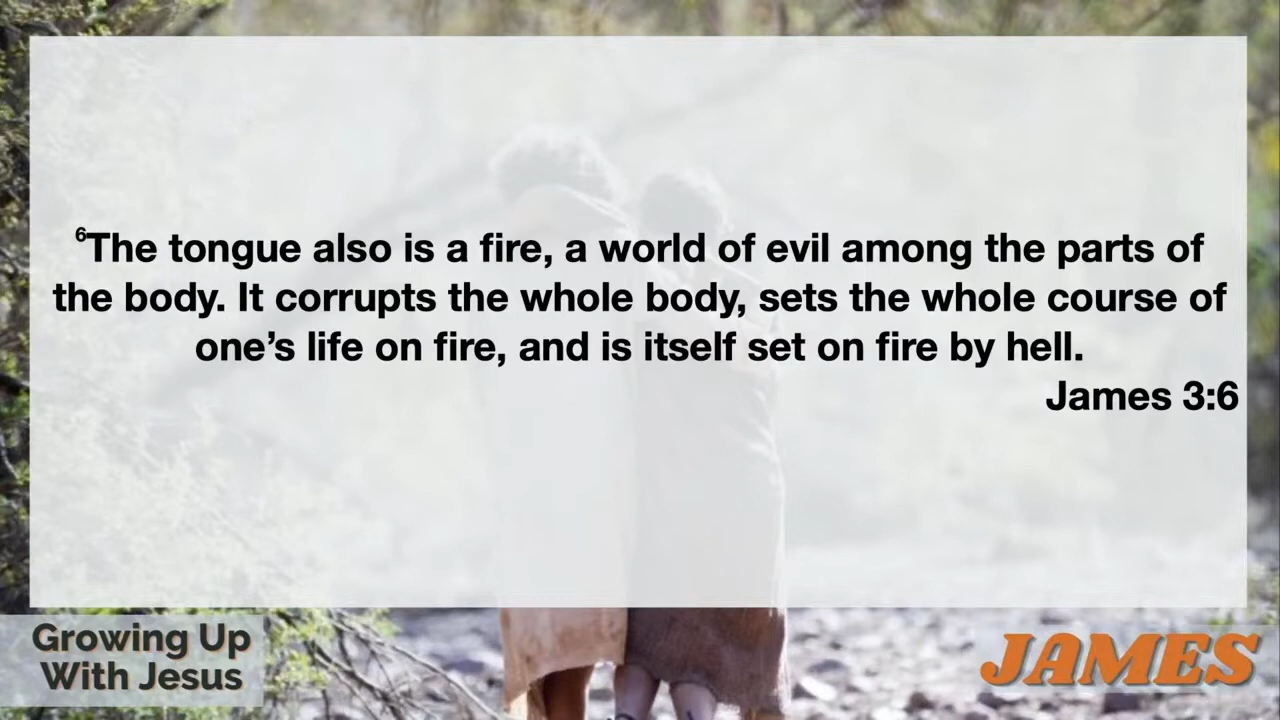 ⁶The tongue also is a fire, a world of evil among the parts of
the body. It corrupts the whole body, sets the whole course of
one’s life on fire, and is itself set on fire by hell.
James 3:6
Growing Up
With Jesus
JAMES